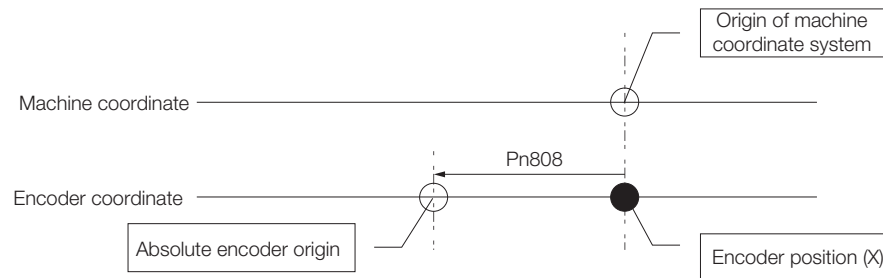 Origin of machine
coordinate system
Machine coordinate
Pn808
Encoder coordinate
Absolute encoder origin
Encoder position (X)